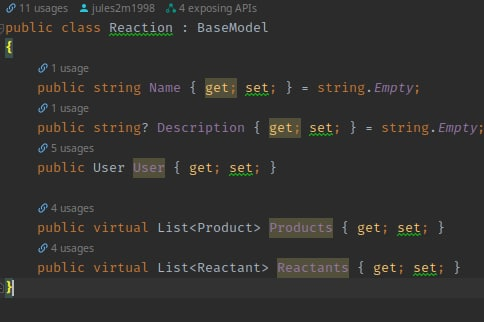 11 usages jules2m1998 4 exposing APIs
public class Reaction : BaseModel
{
1 usage
public string Name { get; set; } = string.Empty;
1 usage
public string? Description { get; set; } = string.Empty;
5 usages
public User User { get; set; }
4 usages
public virtual List<Product> Products { get; set; }
4 usages
public virtual List<Reactant> Reactants { get; set; }
}